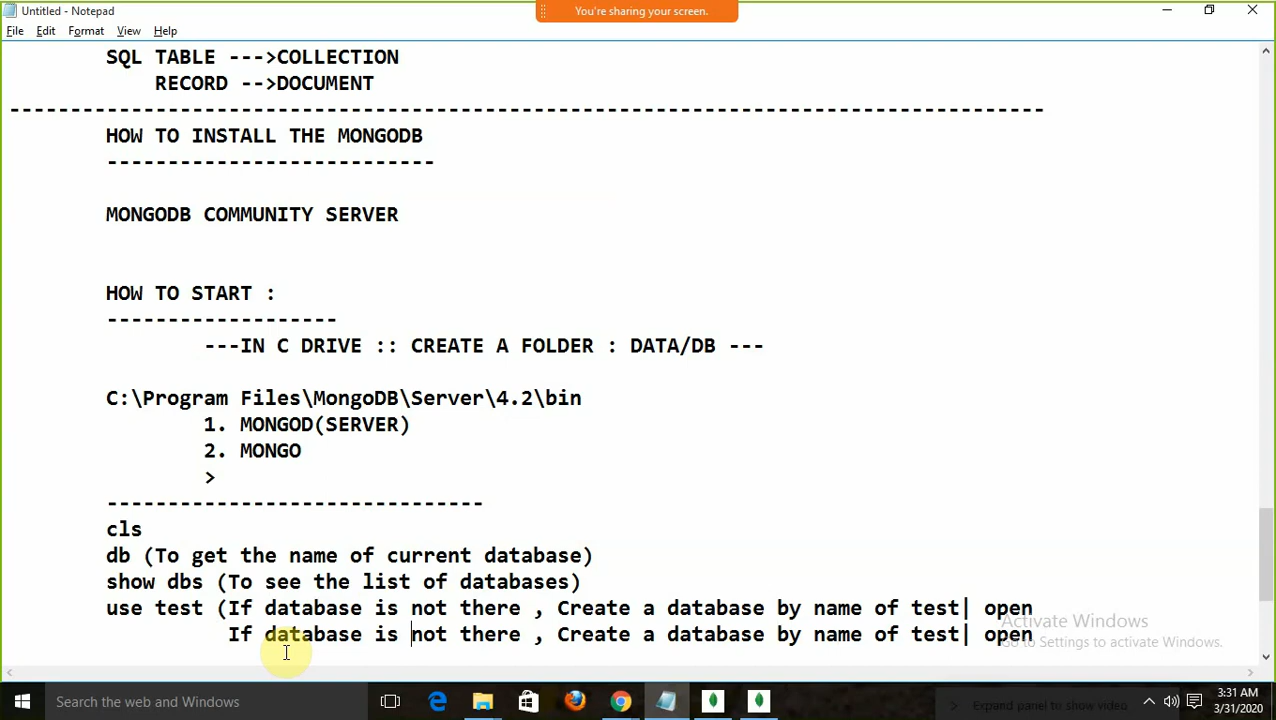 Untitled - Notepad
You're sharing your screen.
File Edit Format View Help
SQL TABLE --->COLLECTION
RECORD -->DOCUMENT
-------------------------------------------------------------------------------------
HOW TO INSTALL THE MONGODB
---------------------------
MONGODB COMMUNITY SERVER
HOW TO START :
-------------------
---IN C DRIVE :: CREATE A FOLDER : DATA/DB ---
C:\Program Files\MongoDB\Server\4.2\bin
1. MONGOD(SERVER)
2. MONGO
>
-------------------------------
cls
db (To get the name of current database)
show dbs (To see the list of databases)
use test (If database is not there , Create a database by name of test| open
If database is not there , Create a database by name of test| open
Activate Windows
Go to Settings to activate Windows.
Search the web and Windows
> Expand panel to show video
3:31 AM
3/31/2020